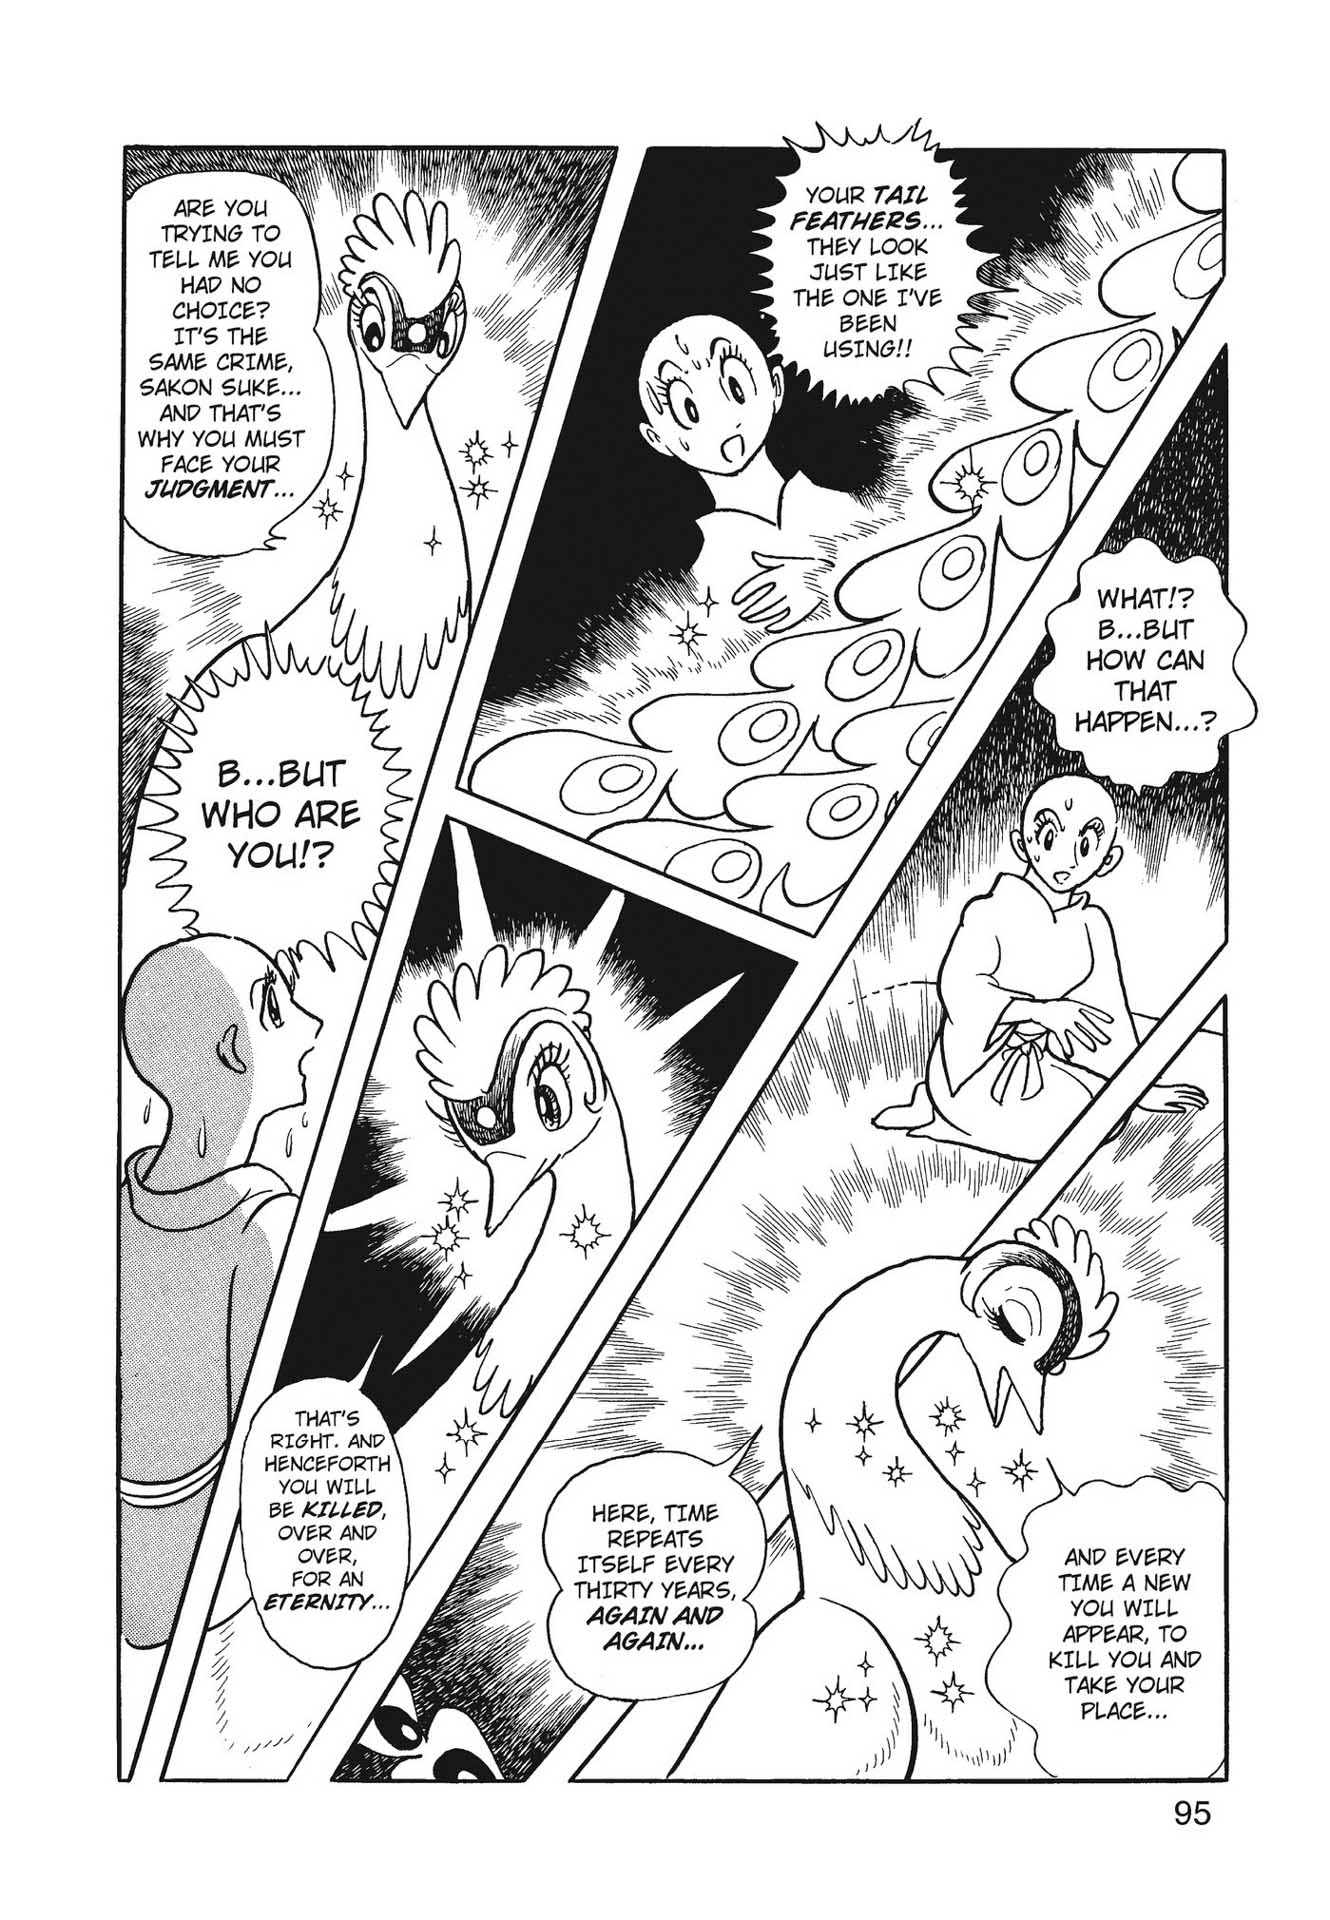 ARE YOU
TRYING TO
TELL ME YOU
HAD NO
CHOICE?
IT'S THE
SAME CRIME,
SAKON SUKE...
AND THAT'S
WHY YOU MUST
FACE YOUR
JUDGMENT...
B...BUT
WHO ARE
YOU!?
YOUR TAIL
FEATHERS...
THEY LOOK
JUST LIKE
THE ONE I'VE
BEEN
USING!!
THAT'S
RIGHT. AND
HENCEFORTH
YOU WILL
BE KILLED,
OVER AND
OVER,
FOR AN
ETERNITY...
WHAT!?
B...BUT
HOW CAN
THAT
HAPPEN...?
HERE, TIME
REPEATS
ITSELF EVERY
THIRTY YEARS,
AGAIN AND
AGAIN...
AND EVERY
TIME A NEW
YOU WILL
APPEAR, TO
KILL YOU AND
TAKE YOUR
PLACE...
95